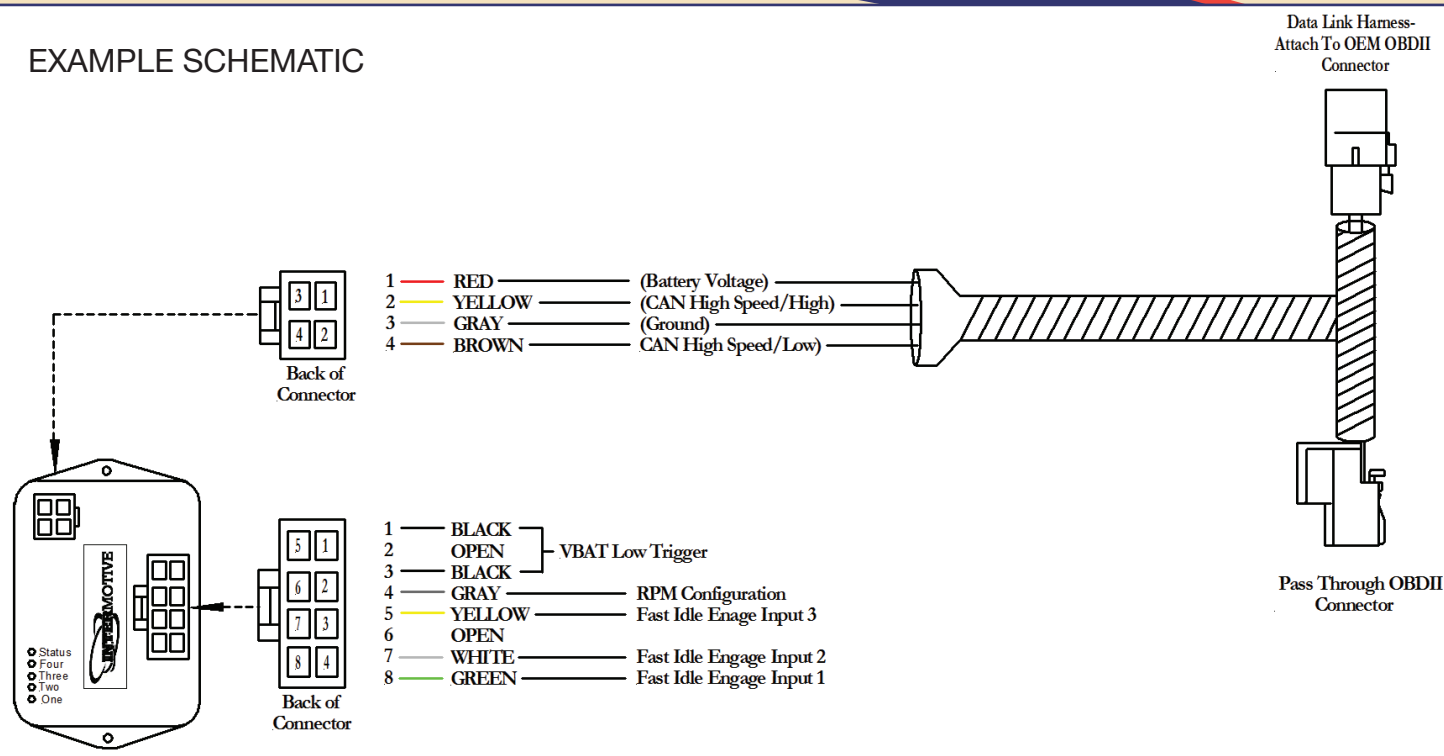 EXAMPLE SCHEMATIC
Data Link Harness-
Attach To OEM OBDII
Connector
3 1
4 2
Back of
Connector
1 RED (Battery Voltage)
2 YELLOW (CAN High Speed/High)
3 GRAY (Ground)
4 BROWN CAN High Speed/Low)
INTERMOTIVE
Status
Four
Three
Two
One
5 1
6 2
7 3
8 4
Back of
Connector
1 BLACK
2 OPEN VBAT Low Trigger
3 BLACK
4 GRAY RPM Configuration
5 YELLOW Fast Idle Enage Input 3
6 OPEN
7 WHITE Fast Idle Engage Input 2
8 GREEN Fast Idle Engage Input 1
Pass Through OBDII
Connector